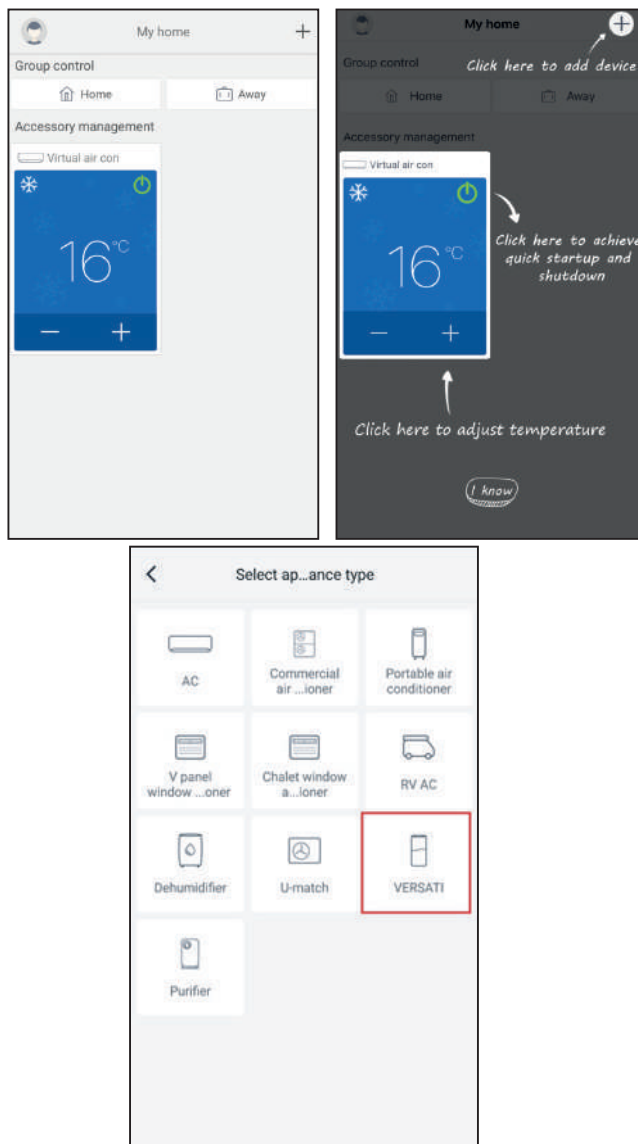 My home
+
Group control
Home
Away
Accessory management
Virtual air con
16°C
— +
My home
Click here to add device
Group control
Home
Away
Accessory management
Virtual air con
16°C
— +
Click here to achieve
quick startup and
shutdown
Click here to adjust temperature
I know
Select ap...ance type
AC
Commercial
air ...ioner
Portable air
conditioner
V panel
window ...oner
Chalet window
a...ioner
RV AC
Dehumidifier
U-match
VERSATI
Purifier